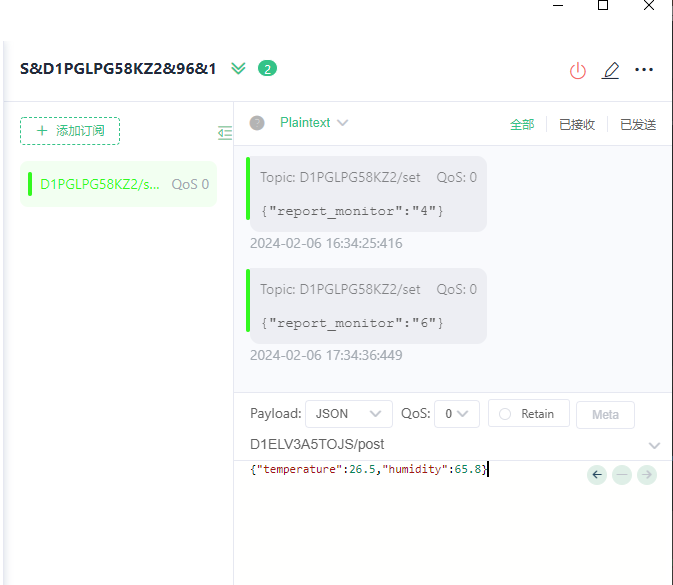 S&D1PGLPG58KZ2&96&1 2
+ 添加订阅
Plaintext
全部 已接收 已发送
D1PGLPG58KZ2/s... QoS 0
Topic: D1PGLPG58KZ2/set QoS: 0
{"report_monitor":"4"}
2024-02-06 16:34:25:416
Topic: D1PGLPG58KZ2/set QoS: 0
{"report_monitor":"6"}
2024-02-06 17:34:36:449
Payload: JSON QoS: 0 Retain Meta
D1ELV3A5TOJS/post
{"temperature":26.5,"humidity":65.8}